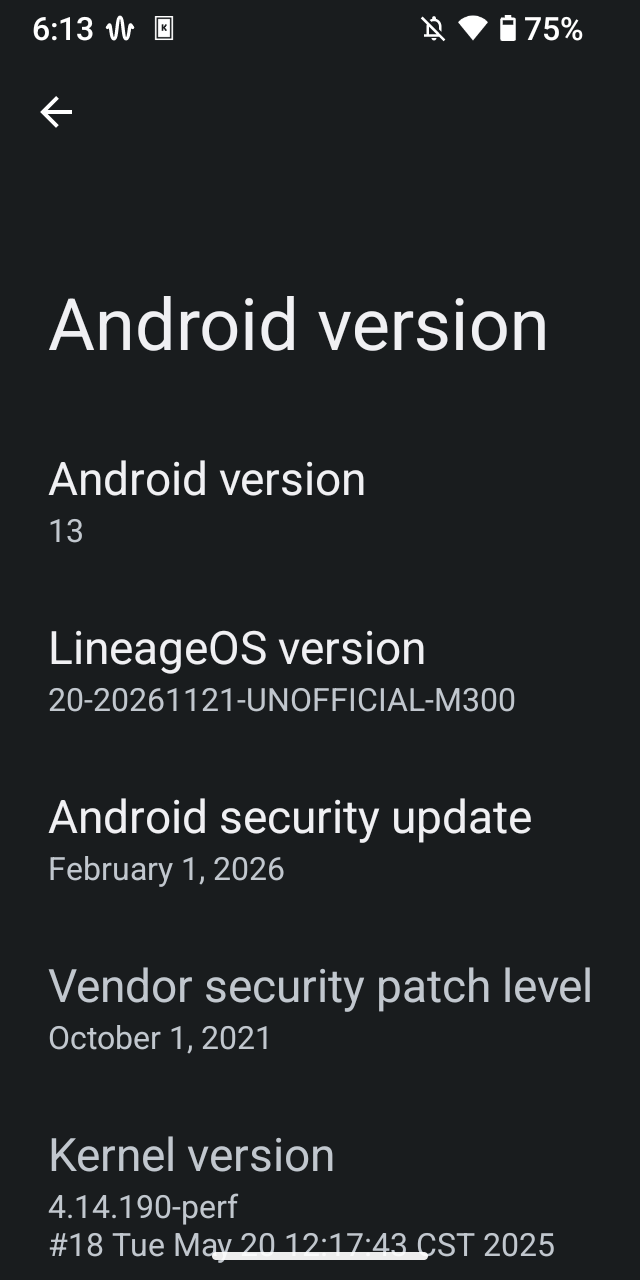 6:13 K 75%
Android version
Android version
13
LineageOS version
20-20261121-UNOFFICIAL-M300
Android security update
February 1, 2026
Vendor security patch level
October 1, 2021
Kernel version
4.14.190-perf
#18 Tue May 20 12:17:43 CST 2025